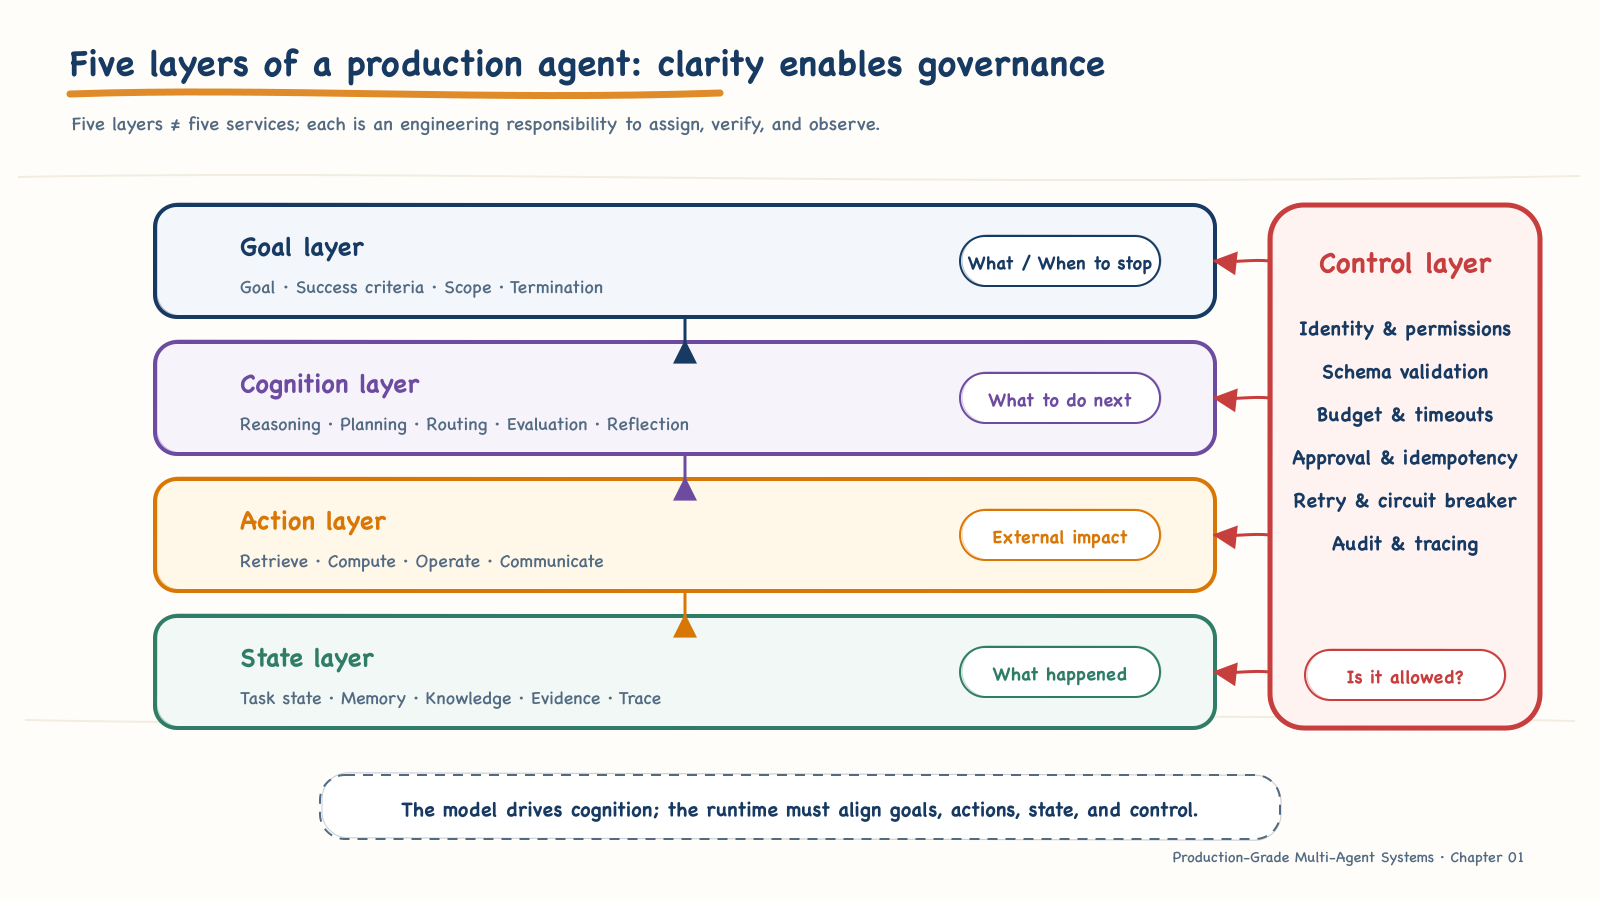 Five layers of a production agent: clarity enables governance
Five layers ≠ five services; each is an engineering responsibility to assign, verify, and observe.
Goal layer
Goal · Success criteria · Scope · Termination
What / When to stop
Cognition layer
Reasoning · Planning · Routing · Evaluation · Reflection
What to do next
Action layer
Retrieve · Compute · Operate · Communicate
External impact
State layer
Task state · Memory · Knowledge · Evidence · Trace
What happened
Control layer
Identity & permissions
Schema validation
Budget & timeouts
Approval & idempotency
Retry & circuit breaker
Audit & tracing
Is it allowed?
The model drives cognition; the runtime must align goals, actions, state, and control.
Production-Grade Multi-Agent Systems · Chapter 01